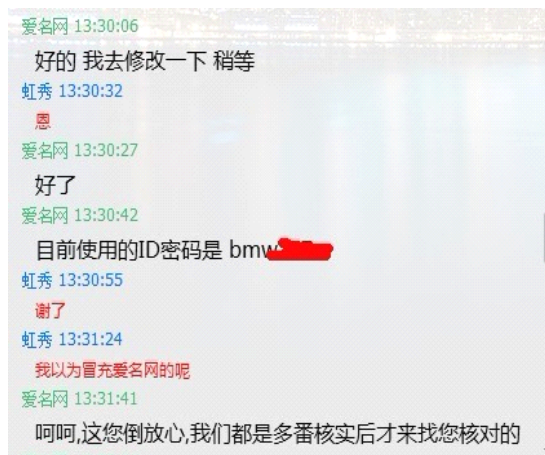 爱名网 13:30:06
好的 我去修改一下 稍等
虹秀 13:30:32
恩
爱名网 13:30:27
好了
爱名网 13:30:42
目前使用的ID密码是 bmw
虹秀 13:30:55
谢了
虹秀 13:31:24
我以为冒充爱名网的呢
爱名网 13:31:41
呵呵,这您倒放心,我们都是多番核实后才来找您核对的